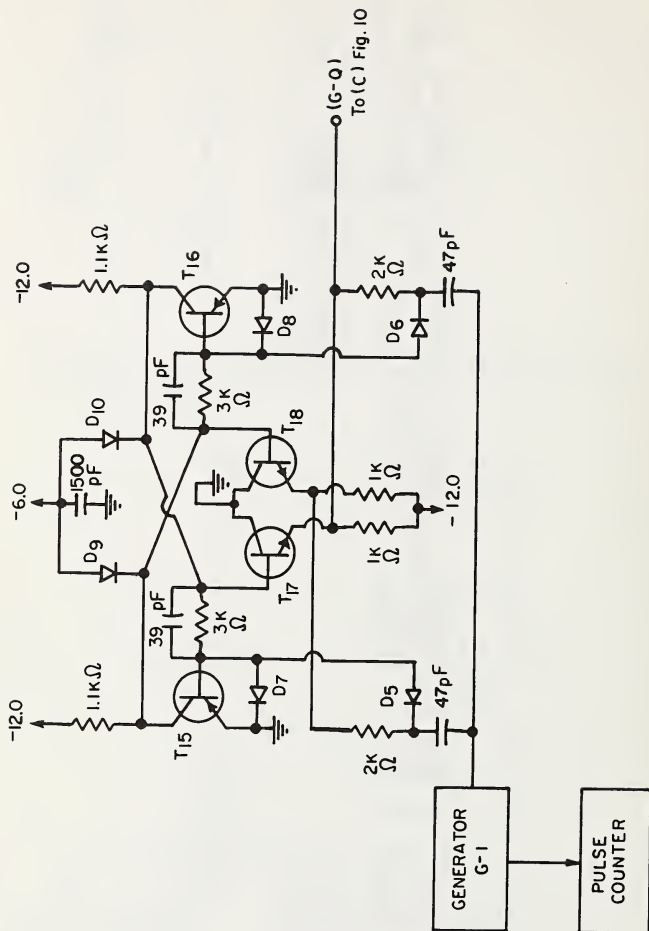 -12.0
-6.0
-12.0
1.1K Ω
D9
1500
pF
D10
1.1K Ω
T15
39
pF
3K
Ω
39
pF
3K
Ω
T16
D7
T17
T18
D8
(G-Q)
To (C) Fig. 10
2K
Ω
D5
47pF
1K
Ω
1K
Ω
-12.0
D6
2K
Ω
47pF
GENERATOR
G-1
PULSE
COUNTER